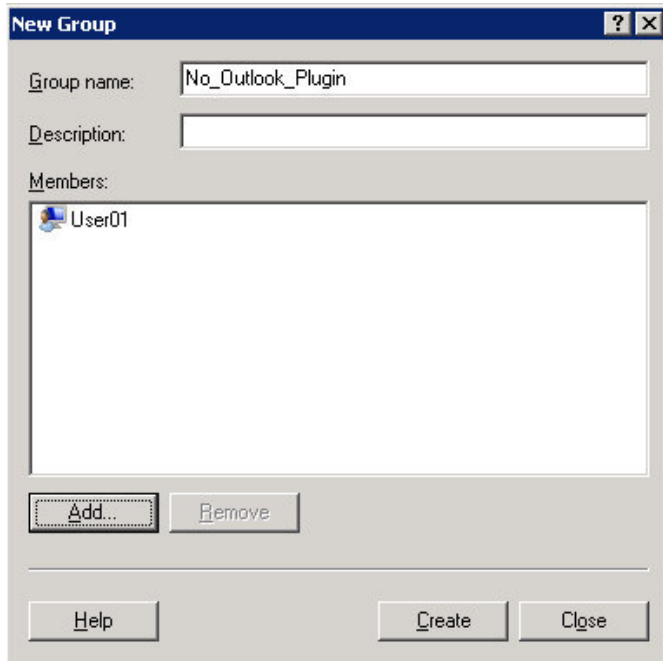 New Group
Group name: No_Outlook_Plugin
Description:
Members:
User01
Add... Remove
Help Create Close